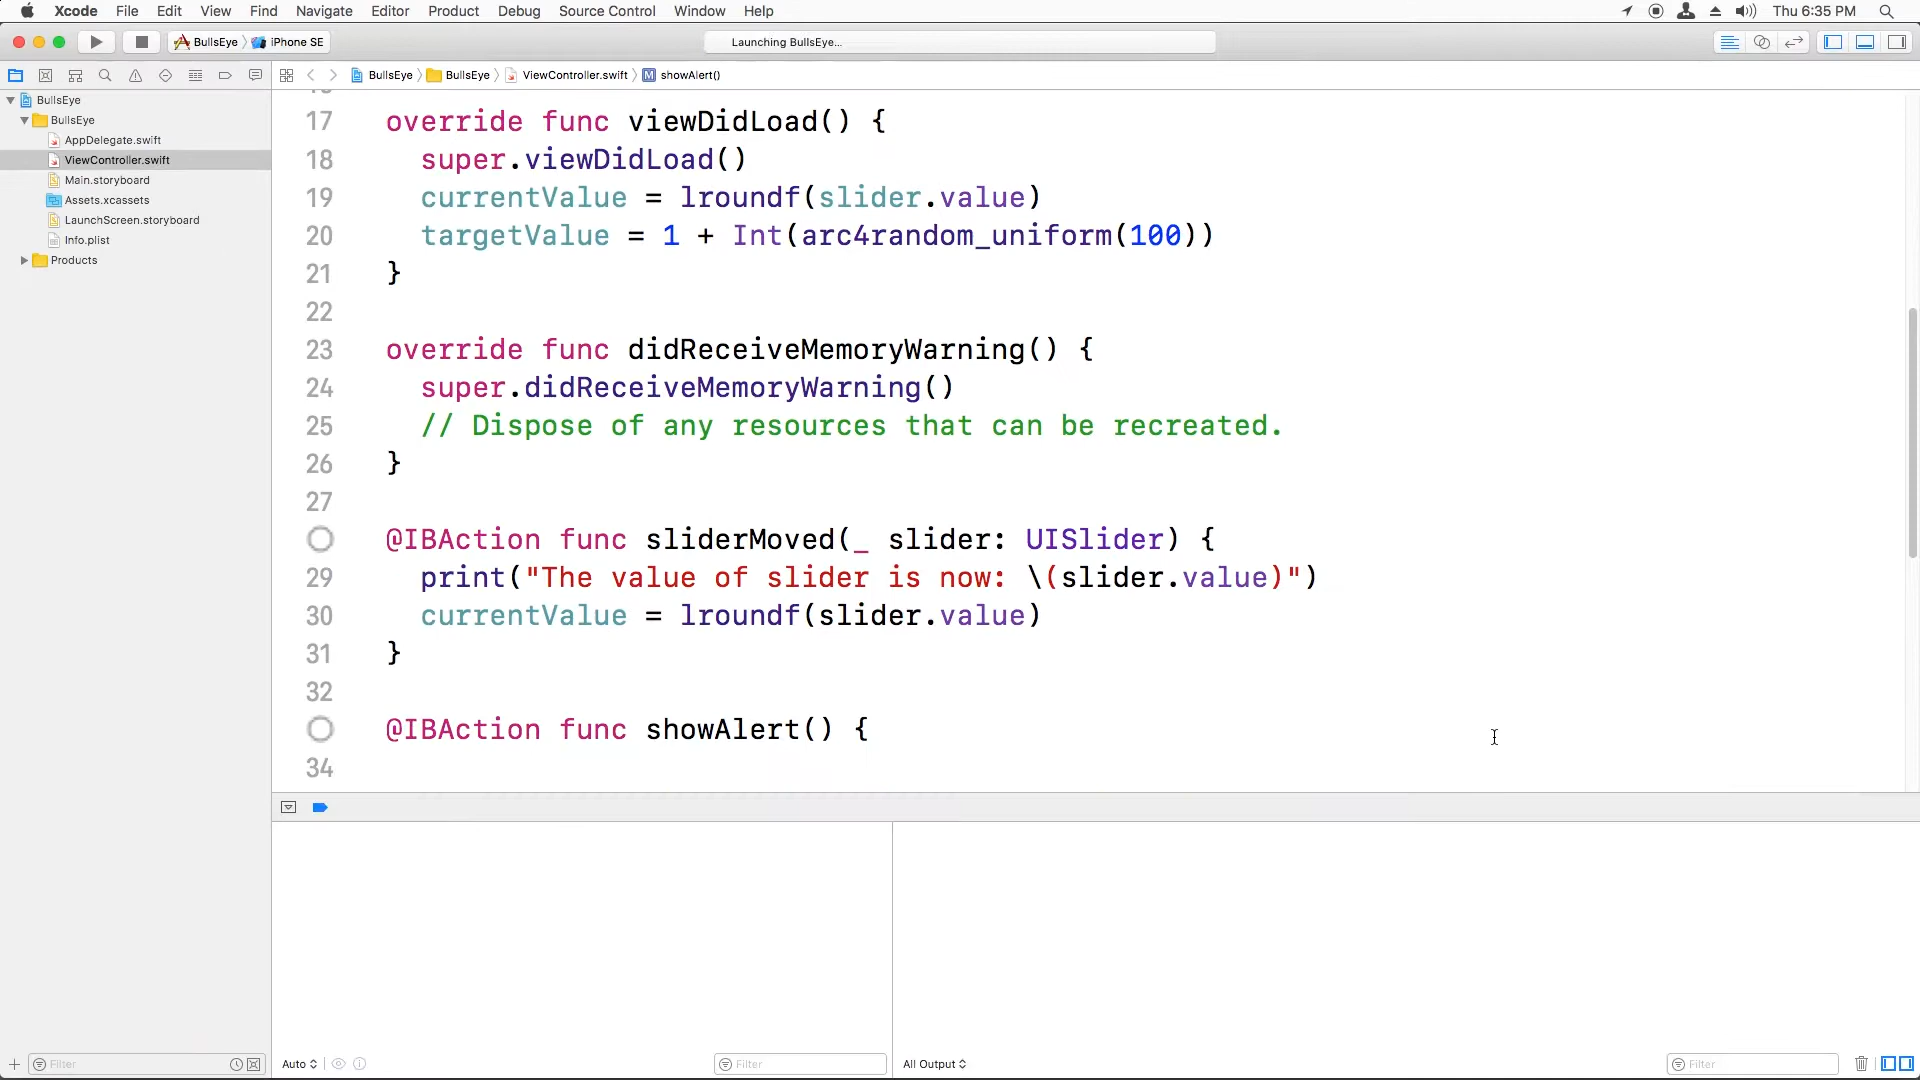 Xcode File Edit View Find Navigate Editor Product Debug Source Control Window Help Thu 6:35 PM
BullsEye iPhone SE Launching BullsEye...
BullsEye BullsEye ViewController.swift M showAlert()
BullsEye
BullsEye
AppDelegate.swift
ViewController.swift
Main.storyboard
Assets.xcassets
LaunchScreen.storyboard
Info.plist
Products
17 override func viewDidLoad() {
18 super.viewDidLoad()
19 currentValue = lroundf(slider.value)
20 targetValue = 1 + Int(arc4random_uniform(100))
21 }
22
23 override func didReceiveMemoryWarning() {
24 super.didReceiveMemoryWarning()
25 // Dispose of any resources that can be recreated.
26 }
27
@IBAction func sliderMoved(_ slider: UISlider) {
29 print("The value of slider is now: \(slider.value)")
30 currentValue = lroundf(slider.value)
31 }
32
@IBAction func showAlert() {
34
Filter Auto Filter All Output Filter